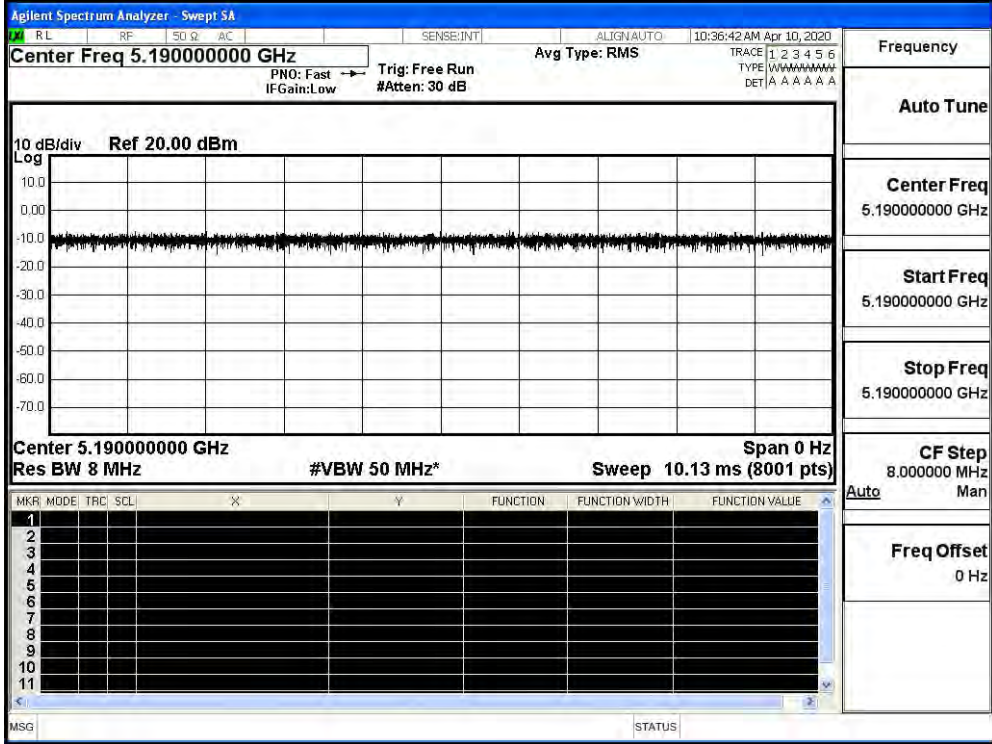 Agilent Spectrum Analyzer - Swept SA
RL RF 50 Ω AC SENSE:INT ALIGN AUTO 10:36:42 AM Apr 10, 2020
Center Freq 5.190000000 GHz
PNO: Fast
IFGain:Low
Trig: Free Run
#Atten: 30 dB
Avg Type: RMS
TRACE 1 2 3 4 5 6
TYPE WWWWWW
DET A A A A A A
10 dB/div Ref 20.00 dBm
Log
10.0
0.00
-10.0
-20.0
-30.0
-40.0
-50.0
-60.0
-70.0
Center 5.190000000 GHz Span 0 Hz
Res BW 8 MHz #VBW 50 MHz* Sweep 10.13 ms (8001 pts)
MKR MODE TRC SCL X Y FUNCTION FUNCTION WIDTH FUNCTION VALUE
1
2
3
4
5
6
7
8
9
10
11
MSG STATUS
Frequency
Auto Tune
Center Freq
5.190000000 GHz
Start Freq
5.190000000 GHz
Stop Freq
5.190000000 GHz
CF Step
8.000000 MHz
Auto Man
Freq Offset
0 Hz